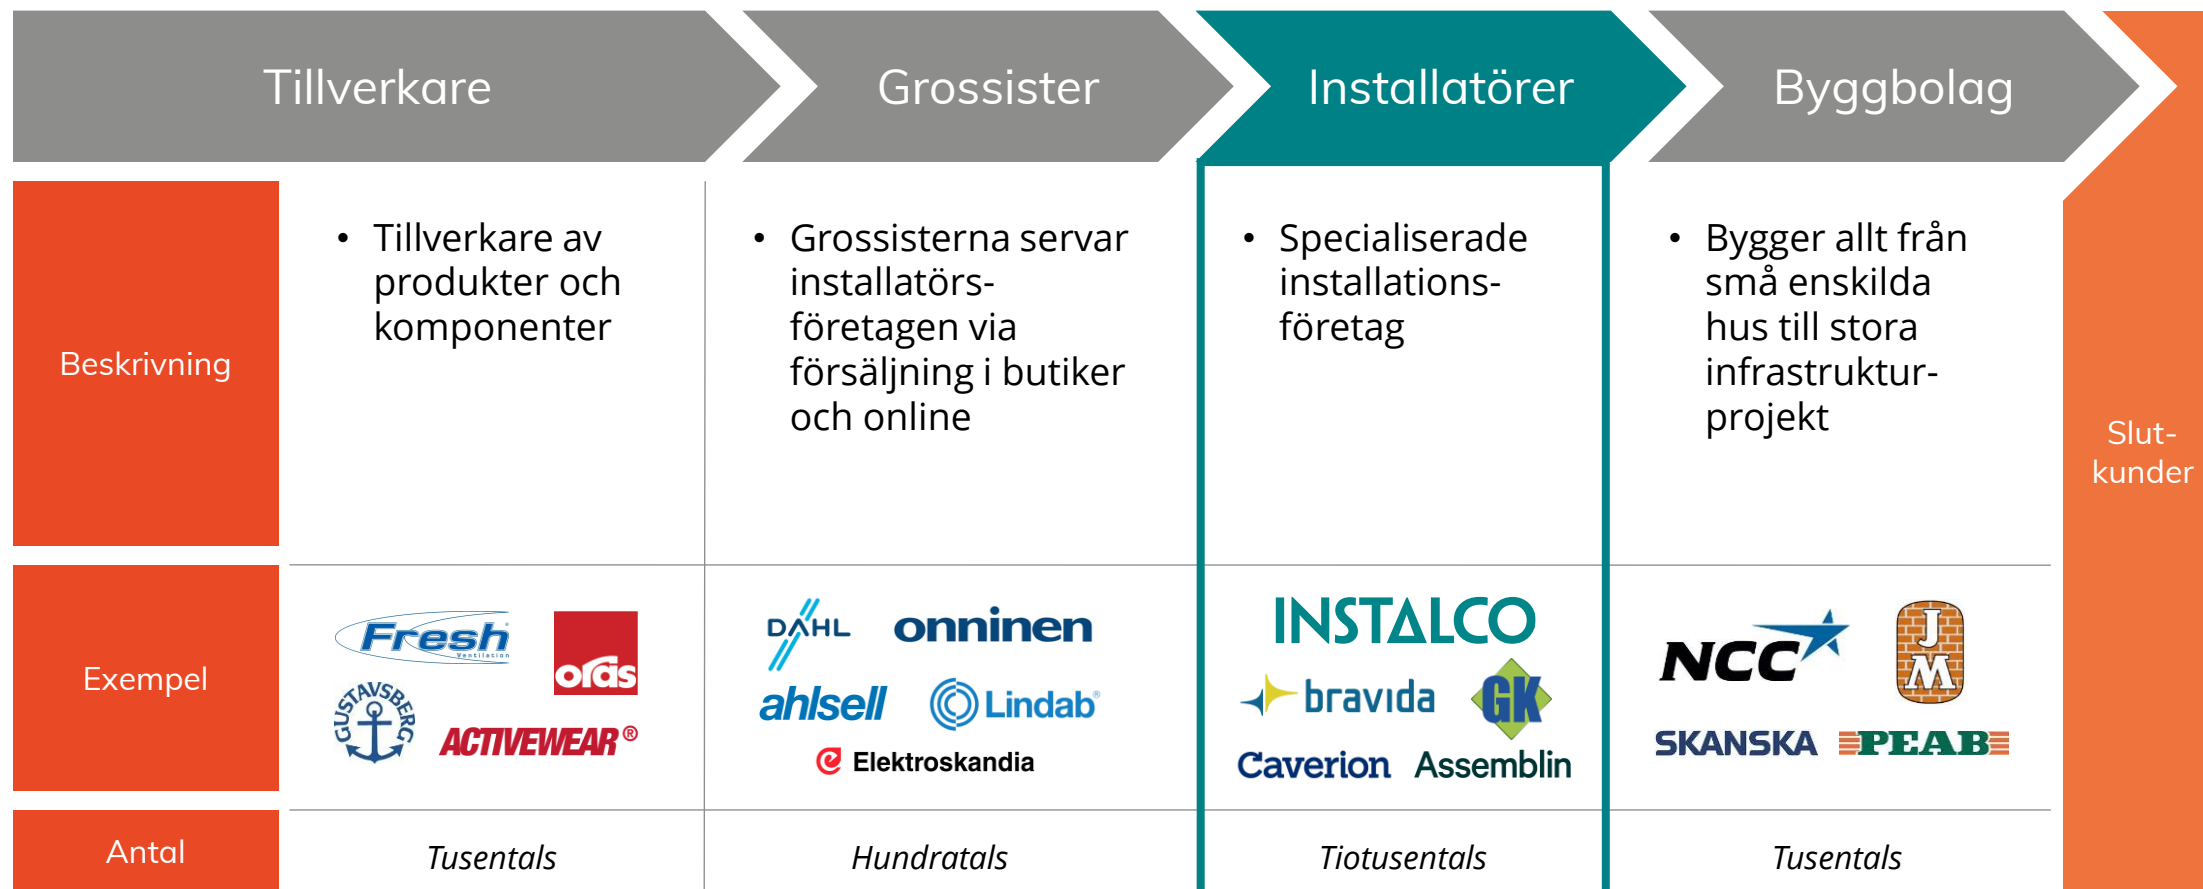 Tillverkare
Grossister
Installatörer
Byggbolag
Beskrivning
• Tillverkare av
produkter och
komponenter
• Grossisterna servar
installatörs-
företagen via
försäljning i butiker
och online
• Specialiserade
installations-
företag
• Bygger allt från
små enskilda
hus till stora
infrastruktur-
projekt
Slut-
kunder
Exempel
Fresh
Ventilation
oras
GUSTAVSBERG
ACTIVEWEAR®
DAHL
onninen
ahlsell
Lindab®
Elektroskandia
INSTALCO
bravida
GK
Caverion
Assemblin
NCC
JM
SKANSKA
PEAB
Antal
Tusentals
Hundratals
Tiotusentals
Tusentals